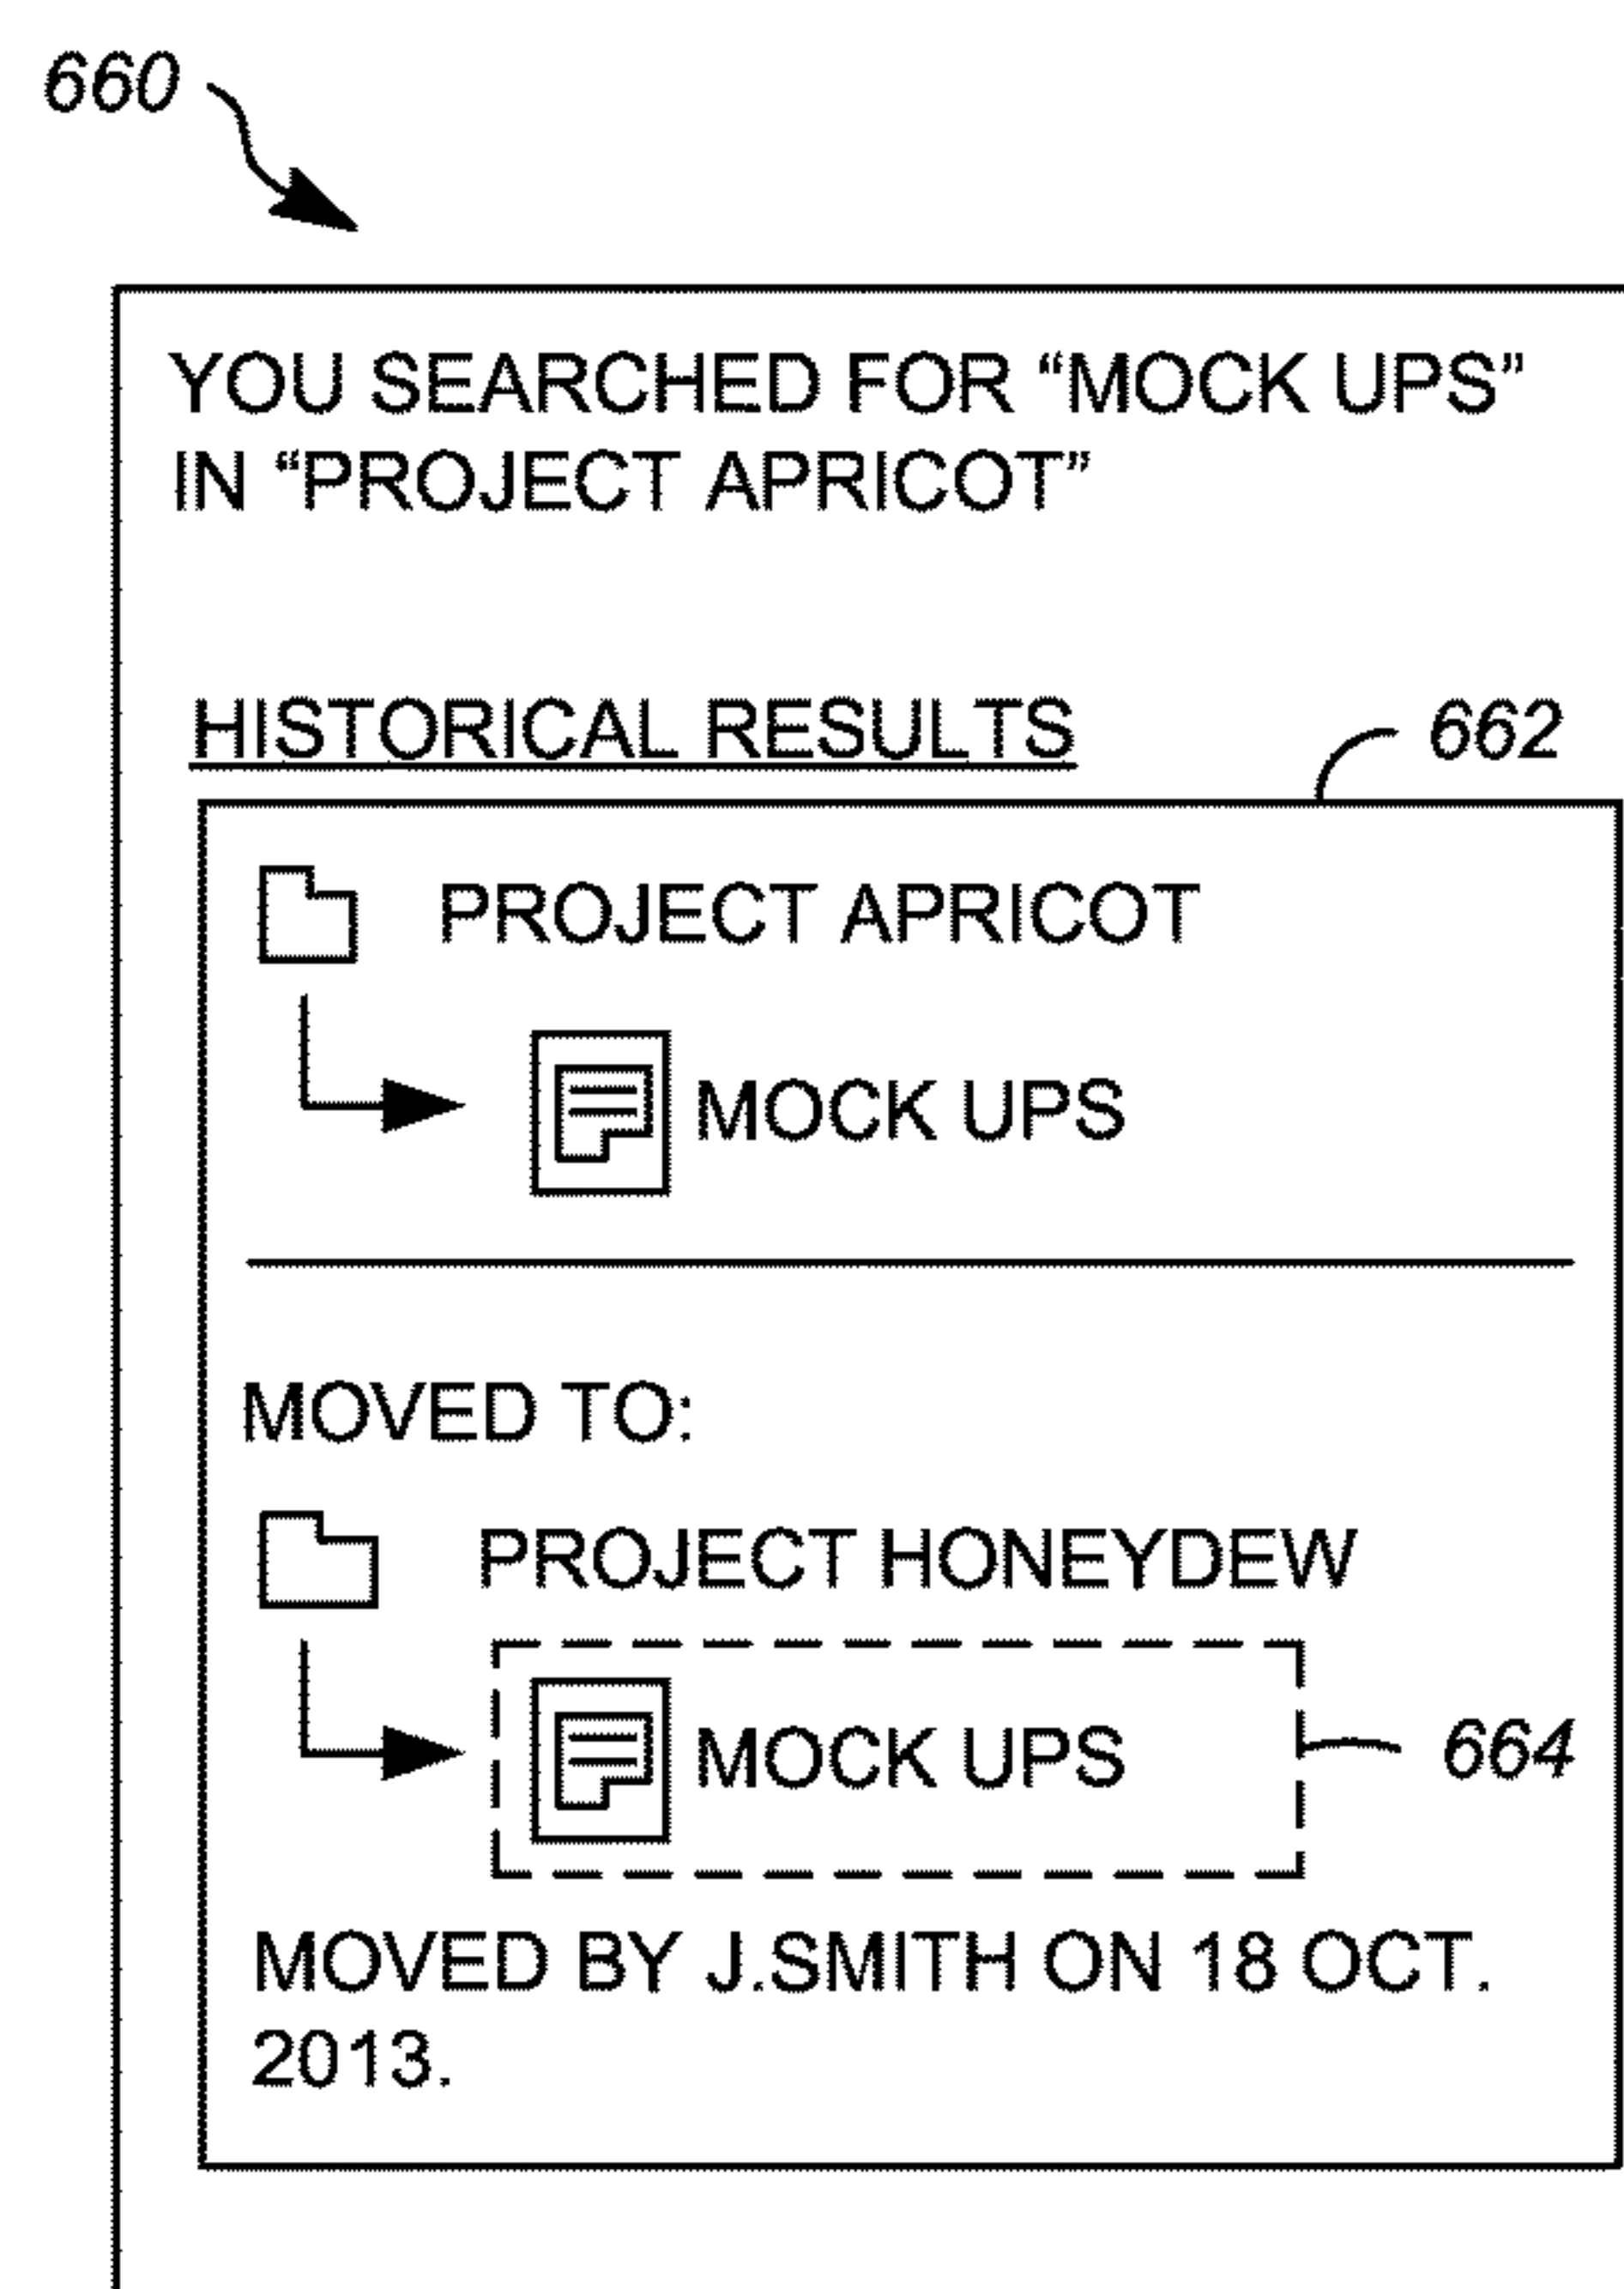 660
YOU SEARCHED FOR “MOCK UPS”
IN “PROJECT APRICOT”
HISTORICAL RESULTS
662
PROJECT APRICOT
MOCK UPS
MOVED TO:
PROJECT HONEYDEW
MOCK UPS
664
MOVED BY J.SMITH ON 18 OCT.
2013.